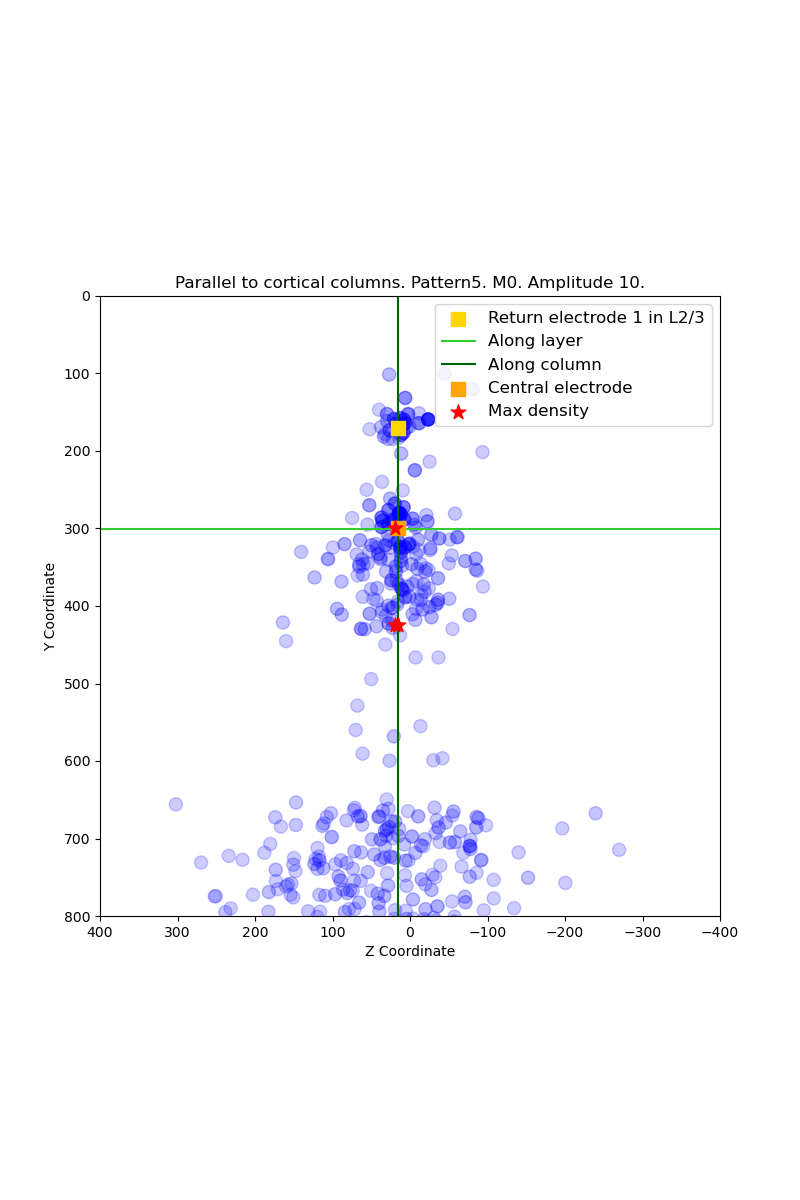 Parallel to cortical columns. Pattern5. M0. Amplitude 10.
Return electrode 1 in L2/3
Along layer
Along column
Central electrode
Max density
0
100
200
300
400
500
600
700
800
Y Coordinate
400 300 200 100 0 −100 −200 −300 −400
Z Coordinate